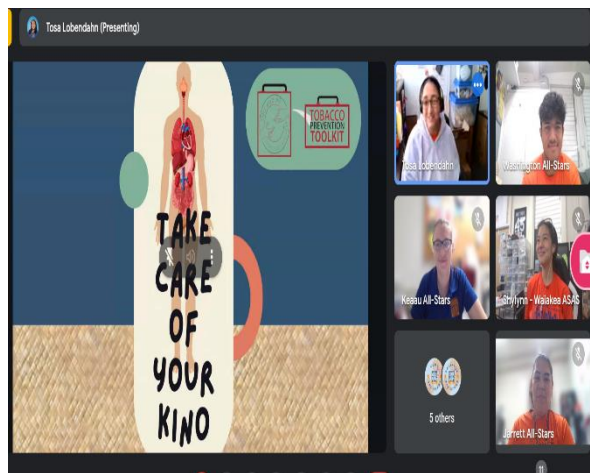 Tosa Lobendahn (Presenting)
TOBACCO
PREVENTION
TOOLKIT
TAKE
CARE
OF
YOUR
KINO
Tosa Lobendahn
Washington All-Stars
Keaau All-Stars
Shylynn - Waiakea ASAS
5 others
Jarrett All-Stars
11